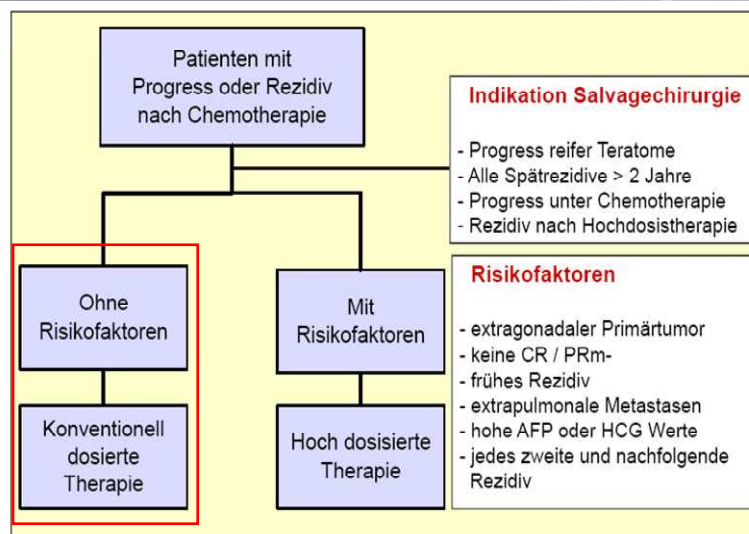 Patienten mit
Progress oder Rezidiv
nach Chemotherapie
Indikation Salvagechirurgie
- Progress reifer Teratome
- Alle Spätrezidive > 2 Jahre
- Progress unter Chemotherapie
- Rezidiv nach Hochdosistherapie
Ohne
Risikofaktoren
Mit
Risikofaktoren
Konventionell
dosierte
Therapie
Hoch dosisierte
Therapie
Risikofaktoren
- extragonadaler Primärtumor
- keine CR / PRm-
- frühes Rezidiv
- extrapulmonale Metastasen
- hohe AFP oder HCG Werte
- jedes zweite und nachfolgende
Rezidiv